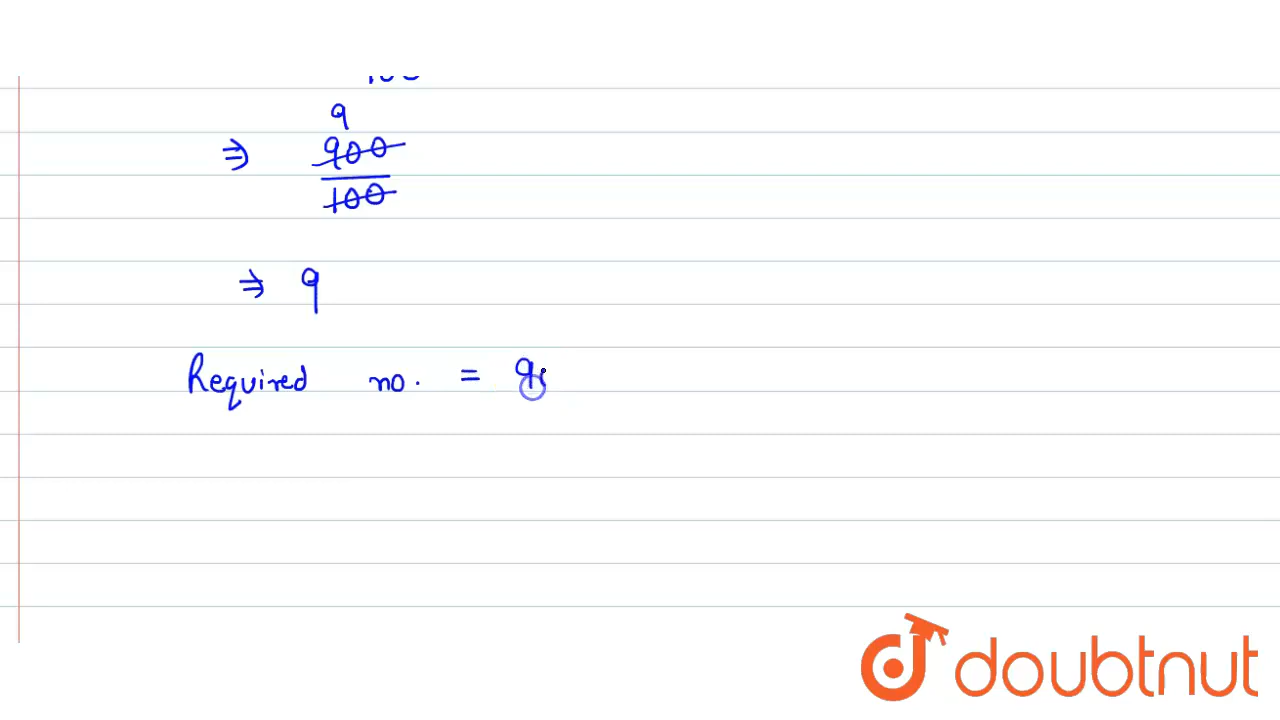 9
⇒ 900
100
⇒ 9
Required no. = 9
doubtnut